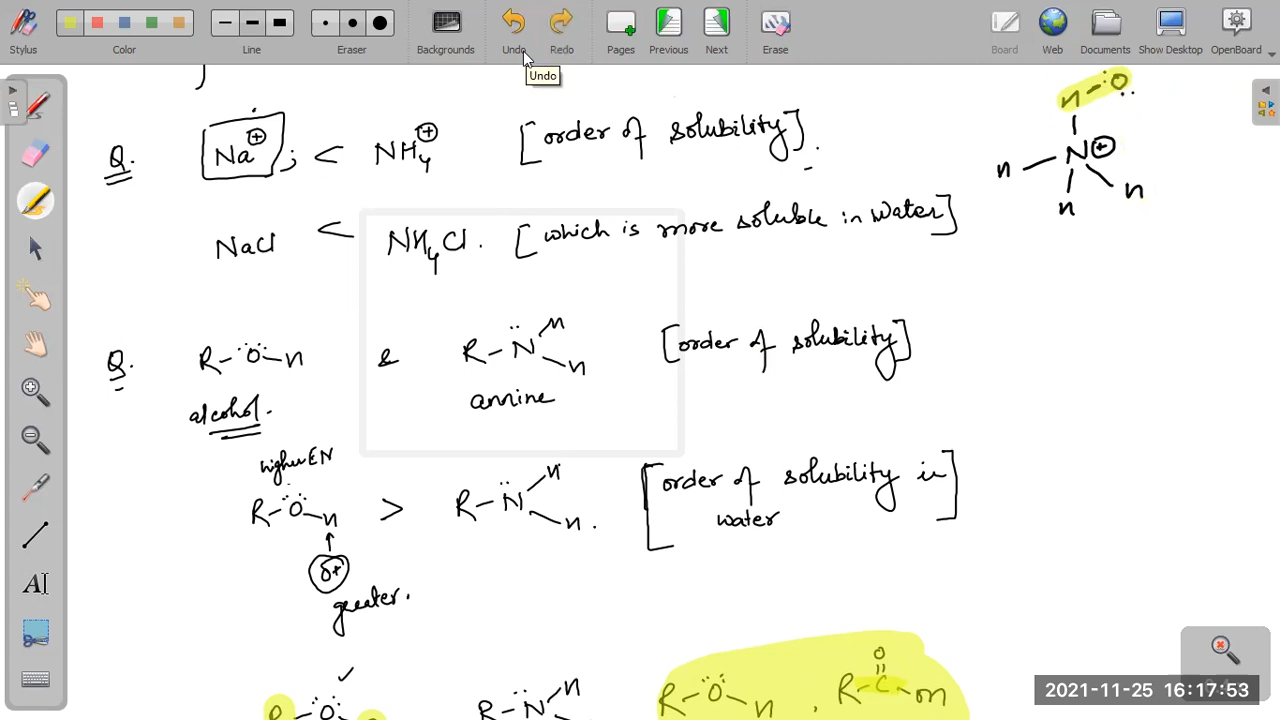 Stylus Color Line Eraser Backgrounds Undo Redo Pages Previous Next Erase Board Web Documents Show Desktop OpenBoard
Undo
Q. Na⊕ ; < NH4⊕ [order of solubility].
NaCl < NH4Cl. [which is more soluble in water]
n - O
n N⊕ n
n
Q. R-O-n & R-N n n [order of solubility]
alcohol. amine
higher EN
R-O-n > R-N n n. [order of solubility in water]
δ+
greater.
R-O R-N n R-O-n , R-C-on
O
2021-11-25 16:17:53
AI